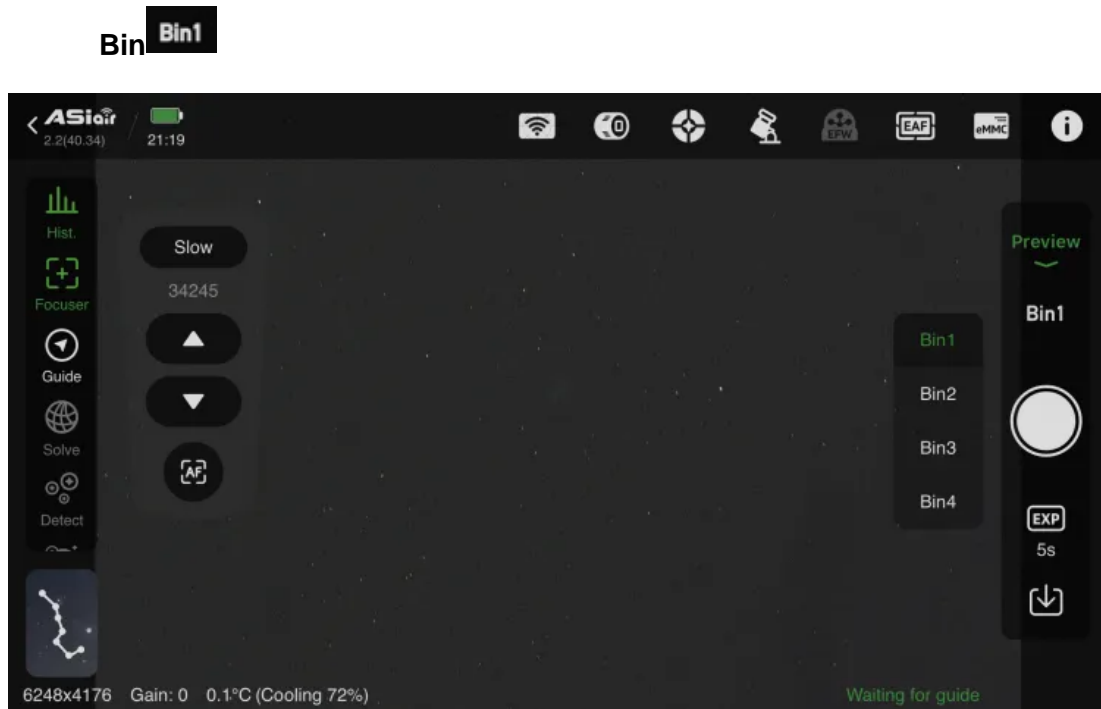 Bin Bin1
ASiair
2.2(40.34)
21:19
EFW
EAF
eMMC
Hist.
Focuser
Guide
Solve
Detect
Slow
34245
AF
Bin1
Bin2
Bin3
Bin4
Preview
Bin1
EXP
5s
6248x4176 Gain: 0 0.1°C (Cooling 72%)
Waiting for guide